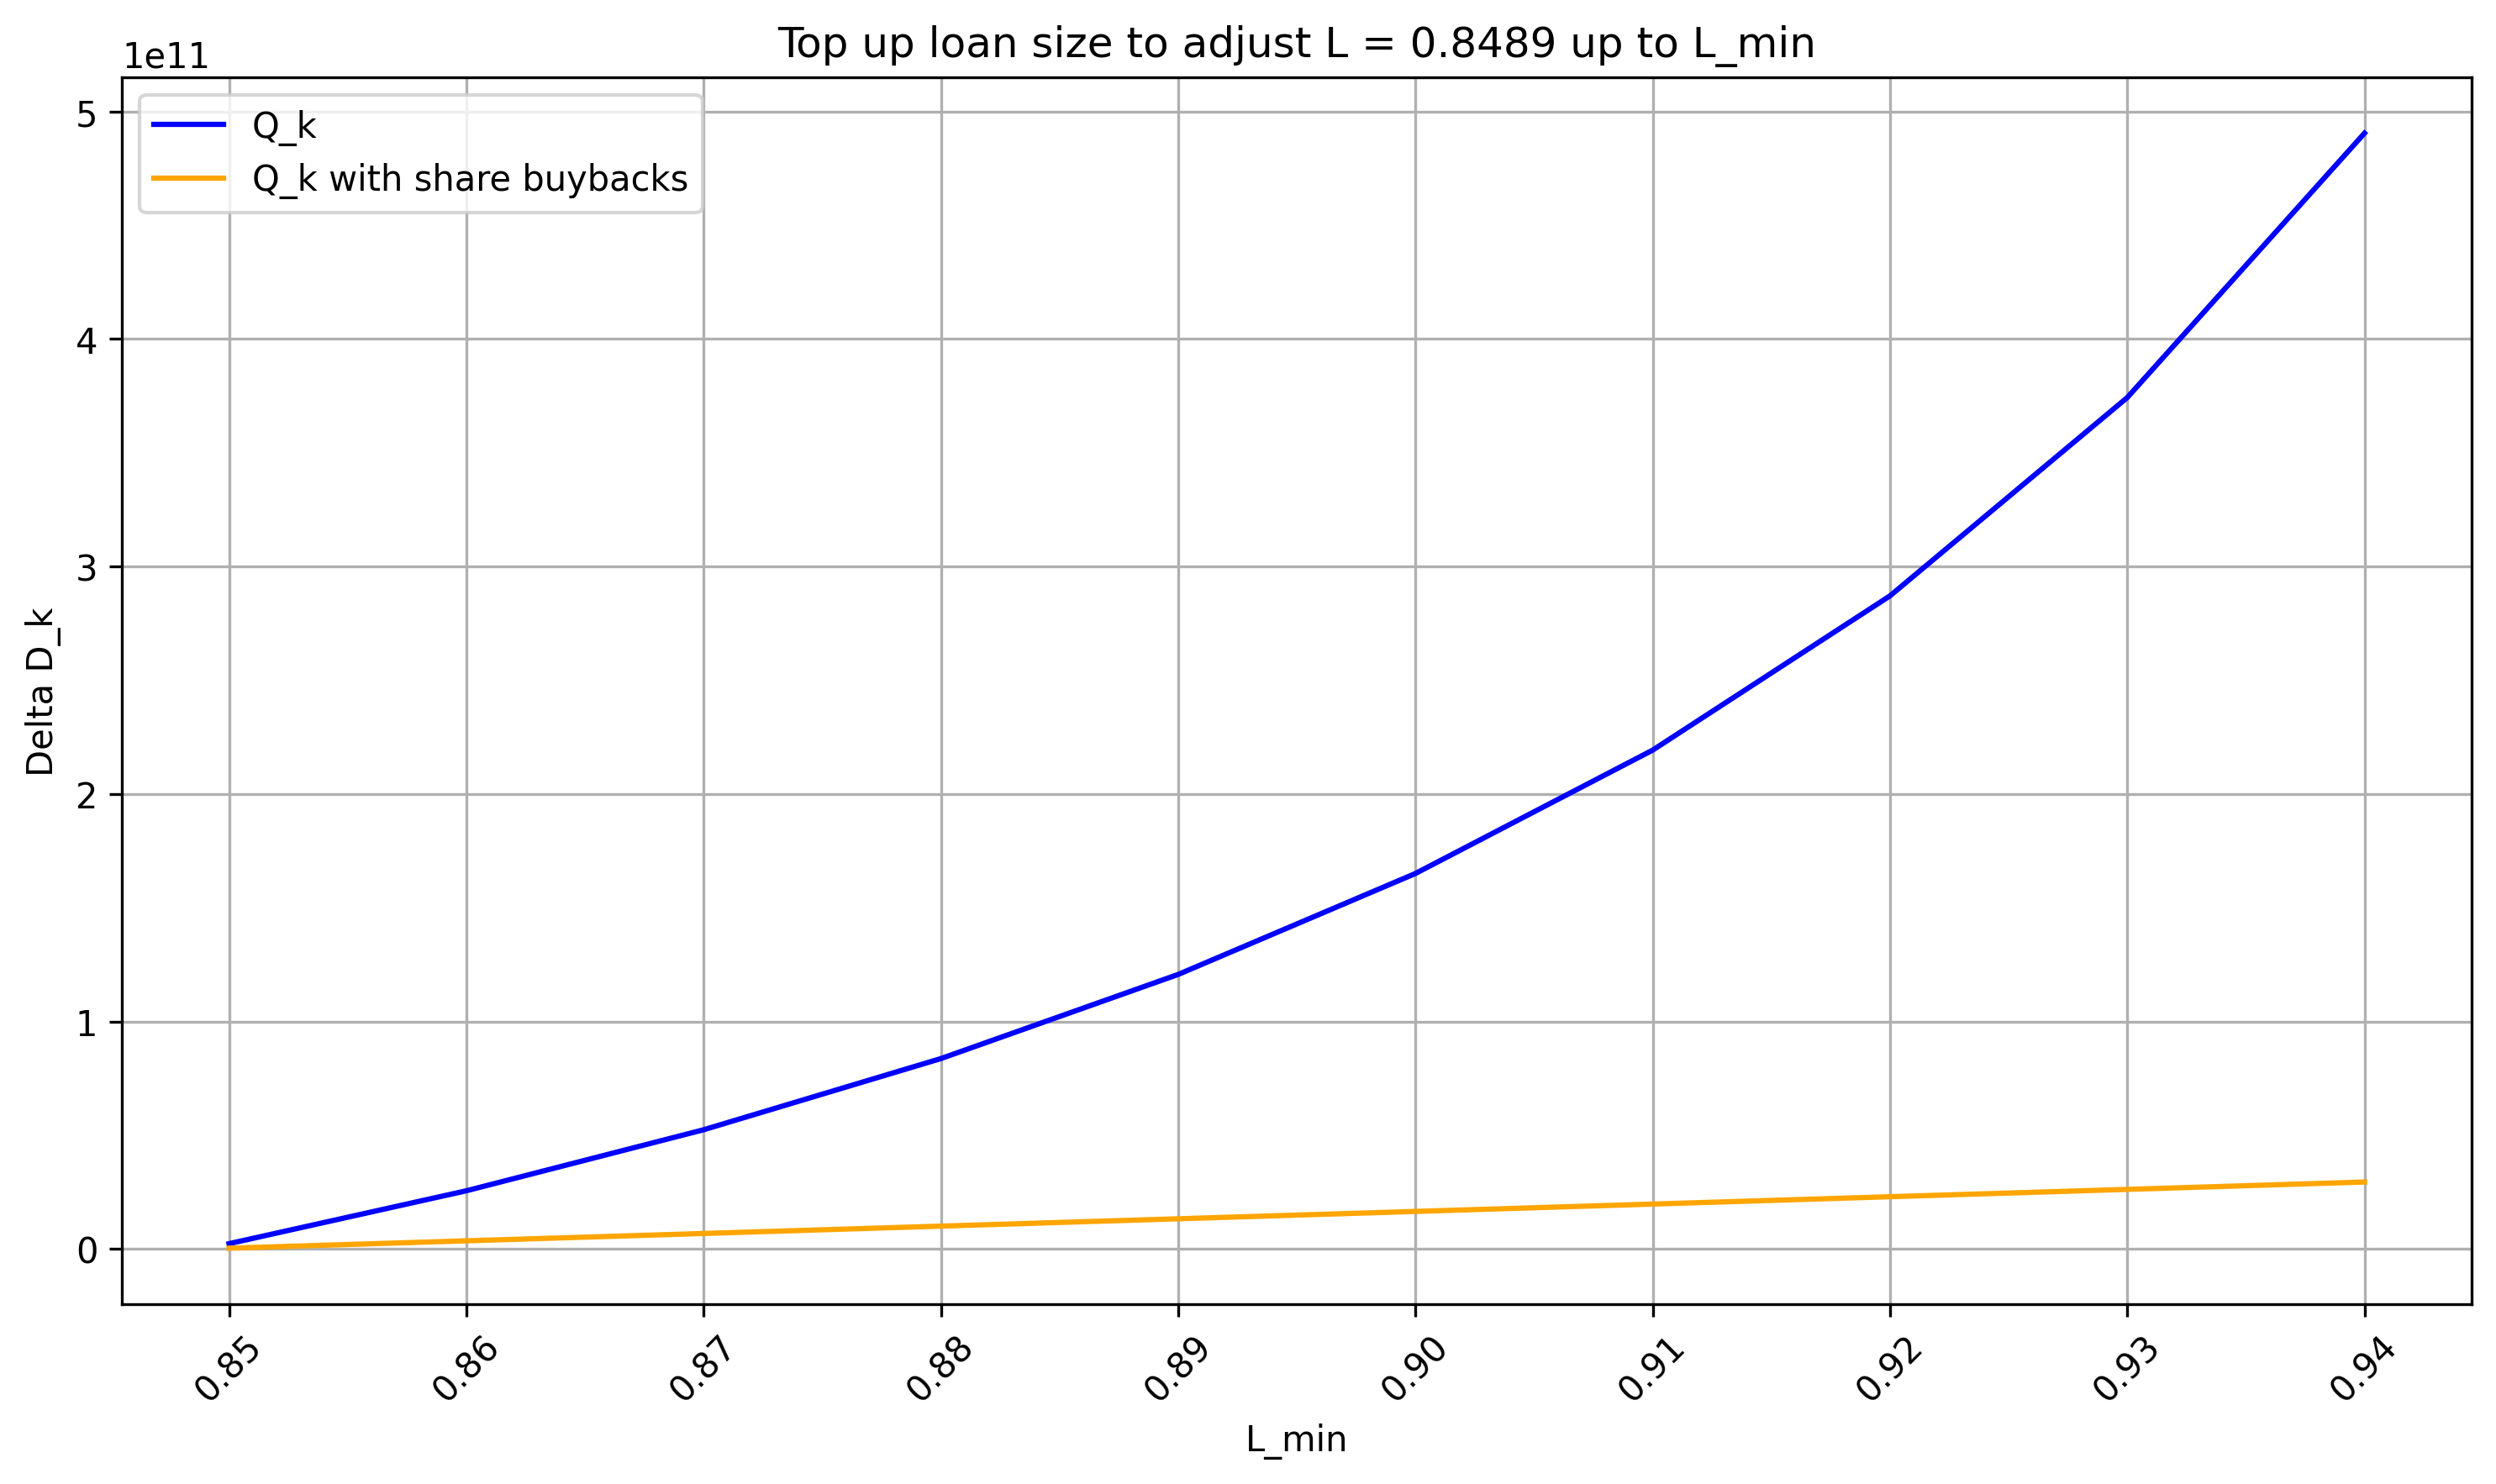 Top up loan size to adjust L = 0.8489 up to L_min
1e11
Q_k
Q_k with share buybacks
5
4
3
2
1
0
Delta D_k
0.85
0.86
0.87
0.88
0.89
0.90
0.91
0.92
0.93
0.94
L_min